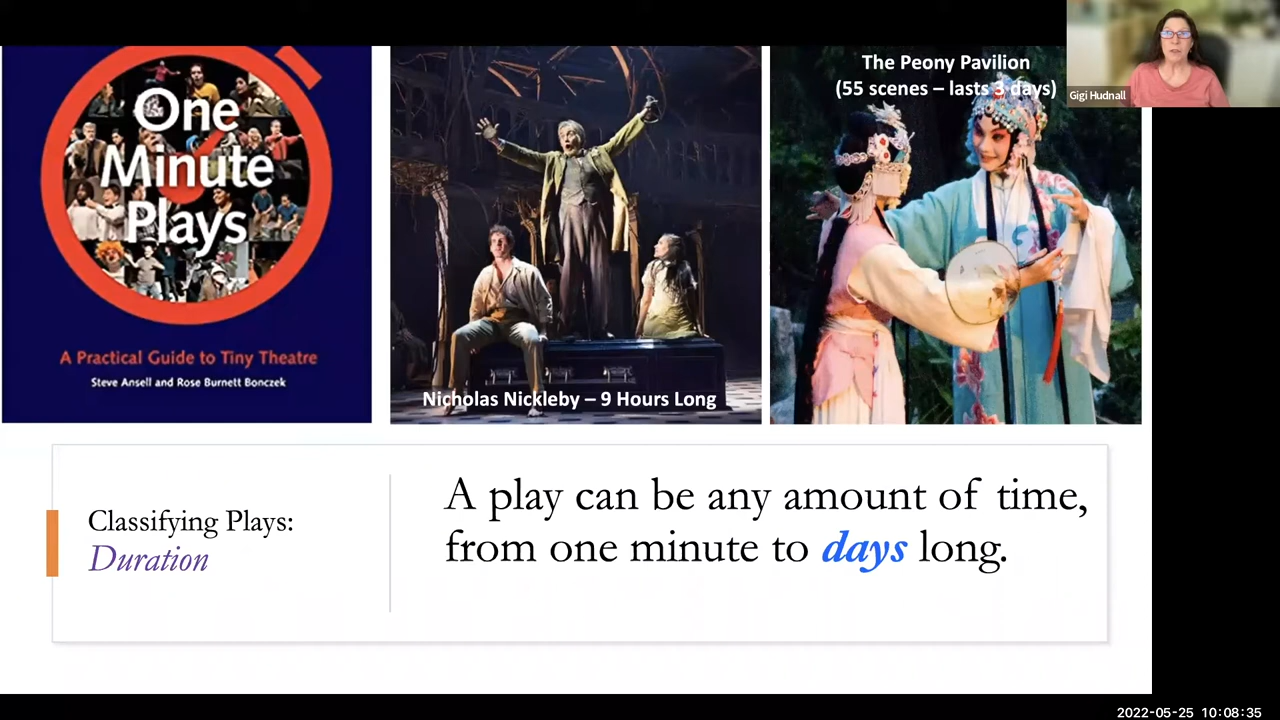 One
Minute
Plays
A Practical Guide to Tiny Theatre
Steve Ansell and Rose Burnett Bonczek
Nicholas Nickleby – 9 Hours Long
The Peony Pavilion
(55 scenes – lasts 3 days)
Gigi Hudnall
Classifying Plays:
Duration
A play can be any amount of time,
from one minute to days long.
2022-05-25 10:08:35